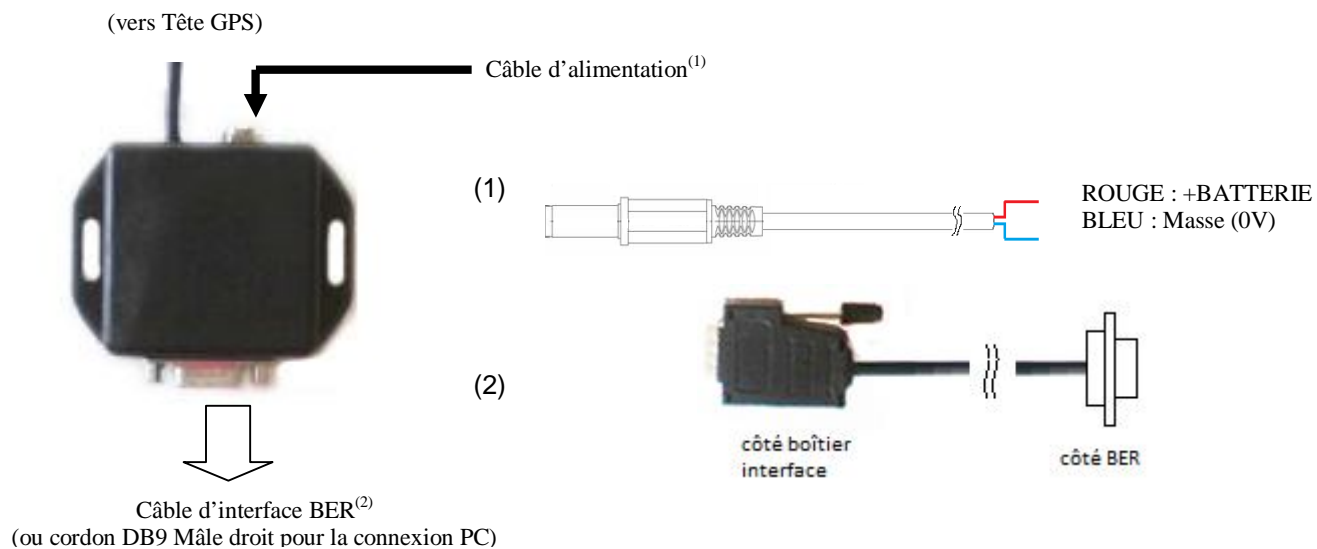 (vers Tête GPS)
Câble d’alimentation(1)
(1)
ROUGE : +BATTERIE
BLEU : Masse (0V)
(2)
côté boîtier
interface
côté BER
Câble d’interface BER(2)
(ou cordon DB9 Mâle droit pour la connexion PC)